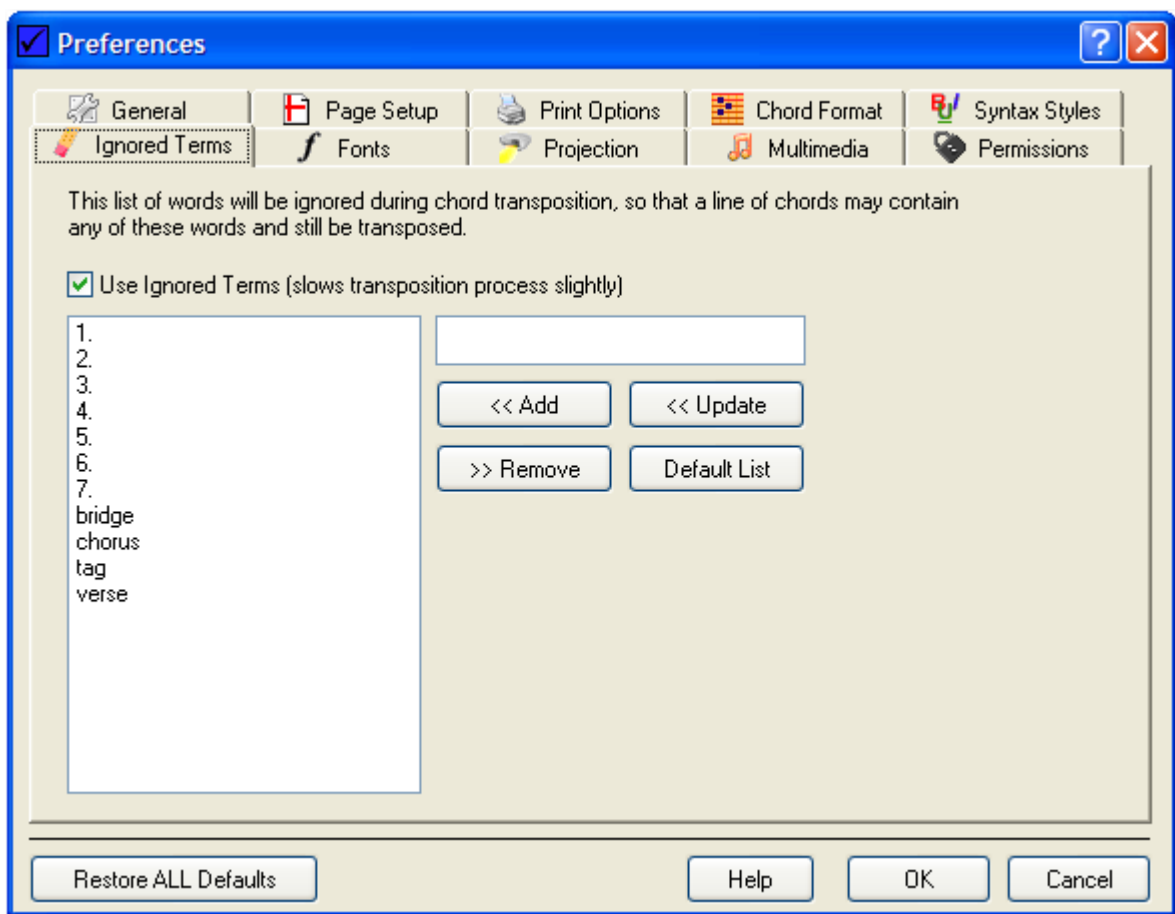 Preferences
General
Page Setup
Print Options
Chord Format
Syntax Styles
Ignored Terms
Fonts
Projection
Multimedia
Permissions
This list of words will be ignored during chord transposition, so that a line of chords may contain
any of these words and still be transposed.
Use Ignored Terms (slows transposition process slightly)
1.
2.
3.
4.
5.
6.
7.
bridge
chorus
tag
verse
<< Add
<< Update
>> Remove
Default List
Restore ALL Defaults
Help
OK
Cancel